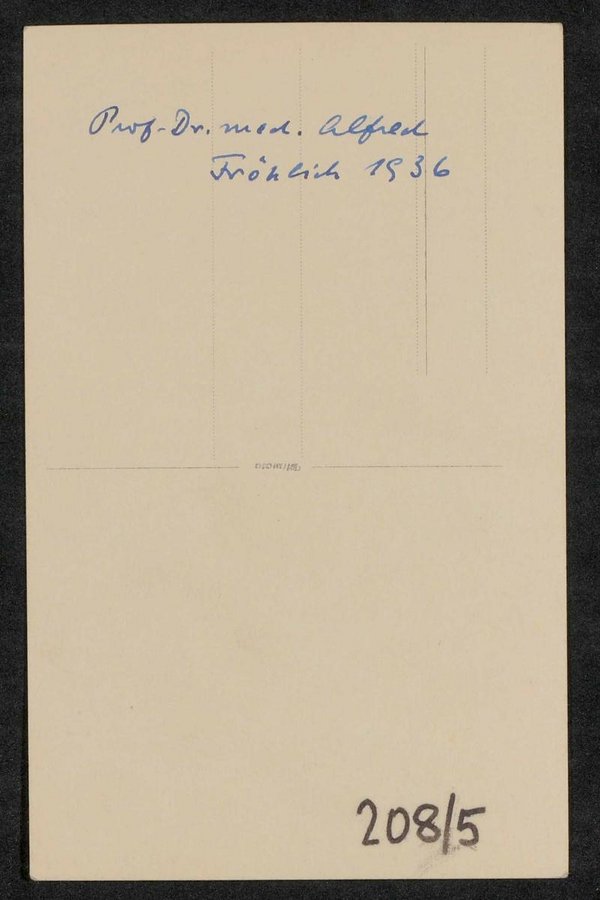 Prof. Dr. med. Alfred
Fröhlich 1936
208/5